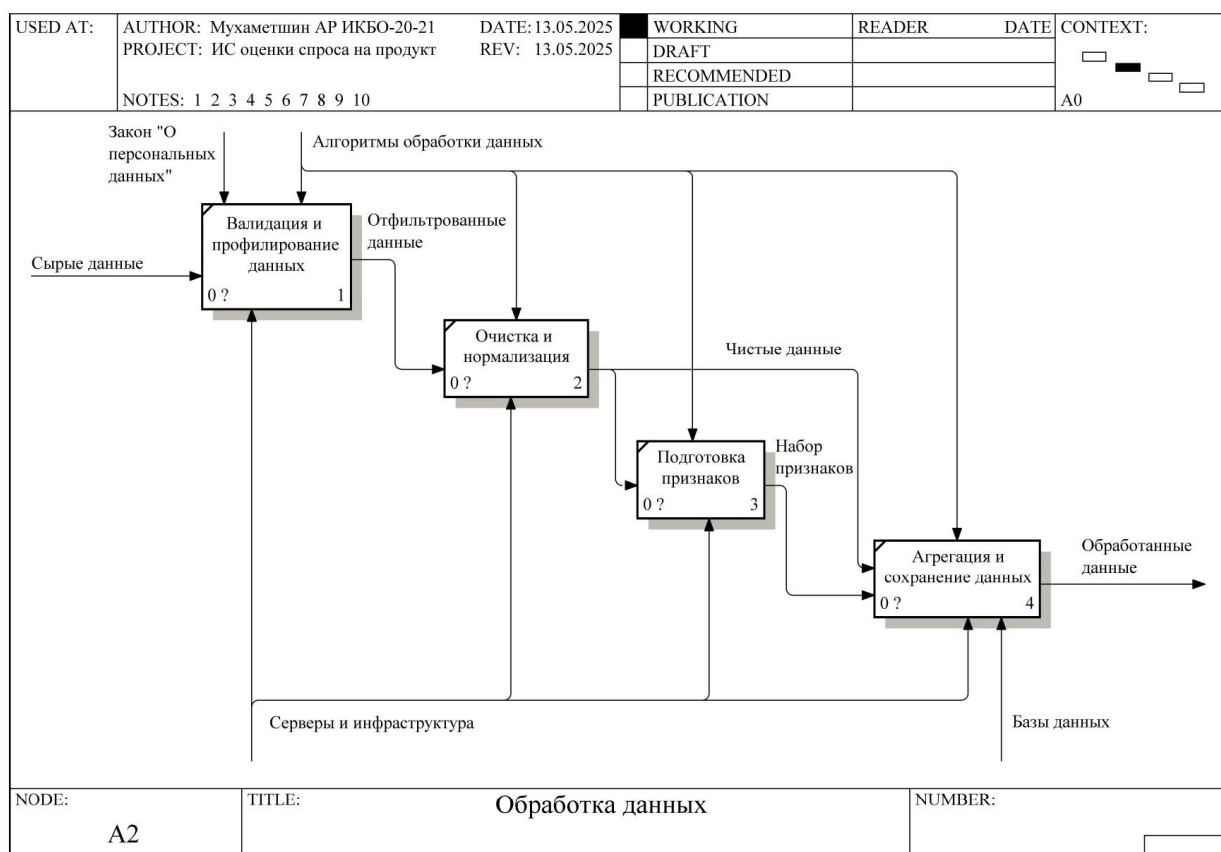 USED AT:
AUTHOR: Мухаметшин АР ИКБО-20-21
DATE: 13.05.2025
PROJECT: ИС оценки спроса на продукт
REV: 13.05.2025
NOTES: 1 2 3 4 5 6 7 8 9 10
WORKING
DRAFT
RECOMMENDED
PUBLICATION
READER
DATE
CONTEXT:
A0
Закон "О
персональных
данных"
Алгоритмы обработки данных
Сырые данные
Валидация и
профилирование
данных
0 ?
1
Отфильтрованные
данные
Очистка и
нормализация
0 ?
2
Чистые данные
Подготовка
признаков
0 ?
3
Набор
признаков
Агрегация и
сохранение данных
0 ?
4
Обработанные
данные
Серверы и инфраструктура
Базы данных
NODE:
A2
TITLE:
Обработка данных
NUMBER: